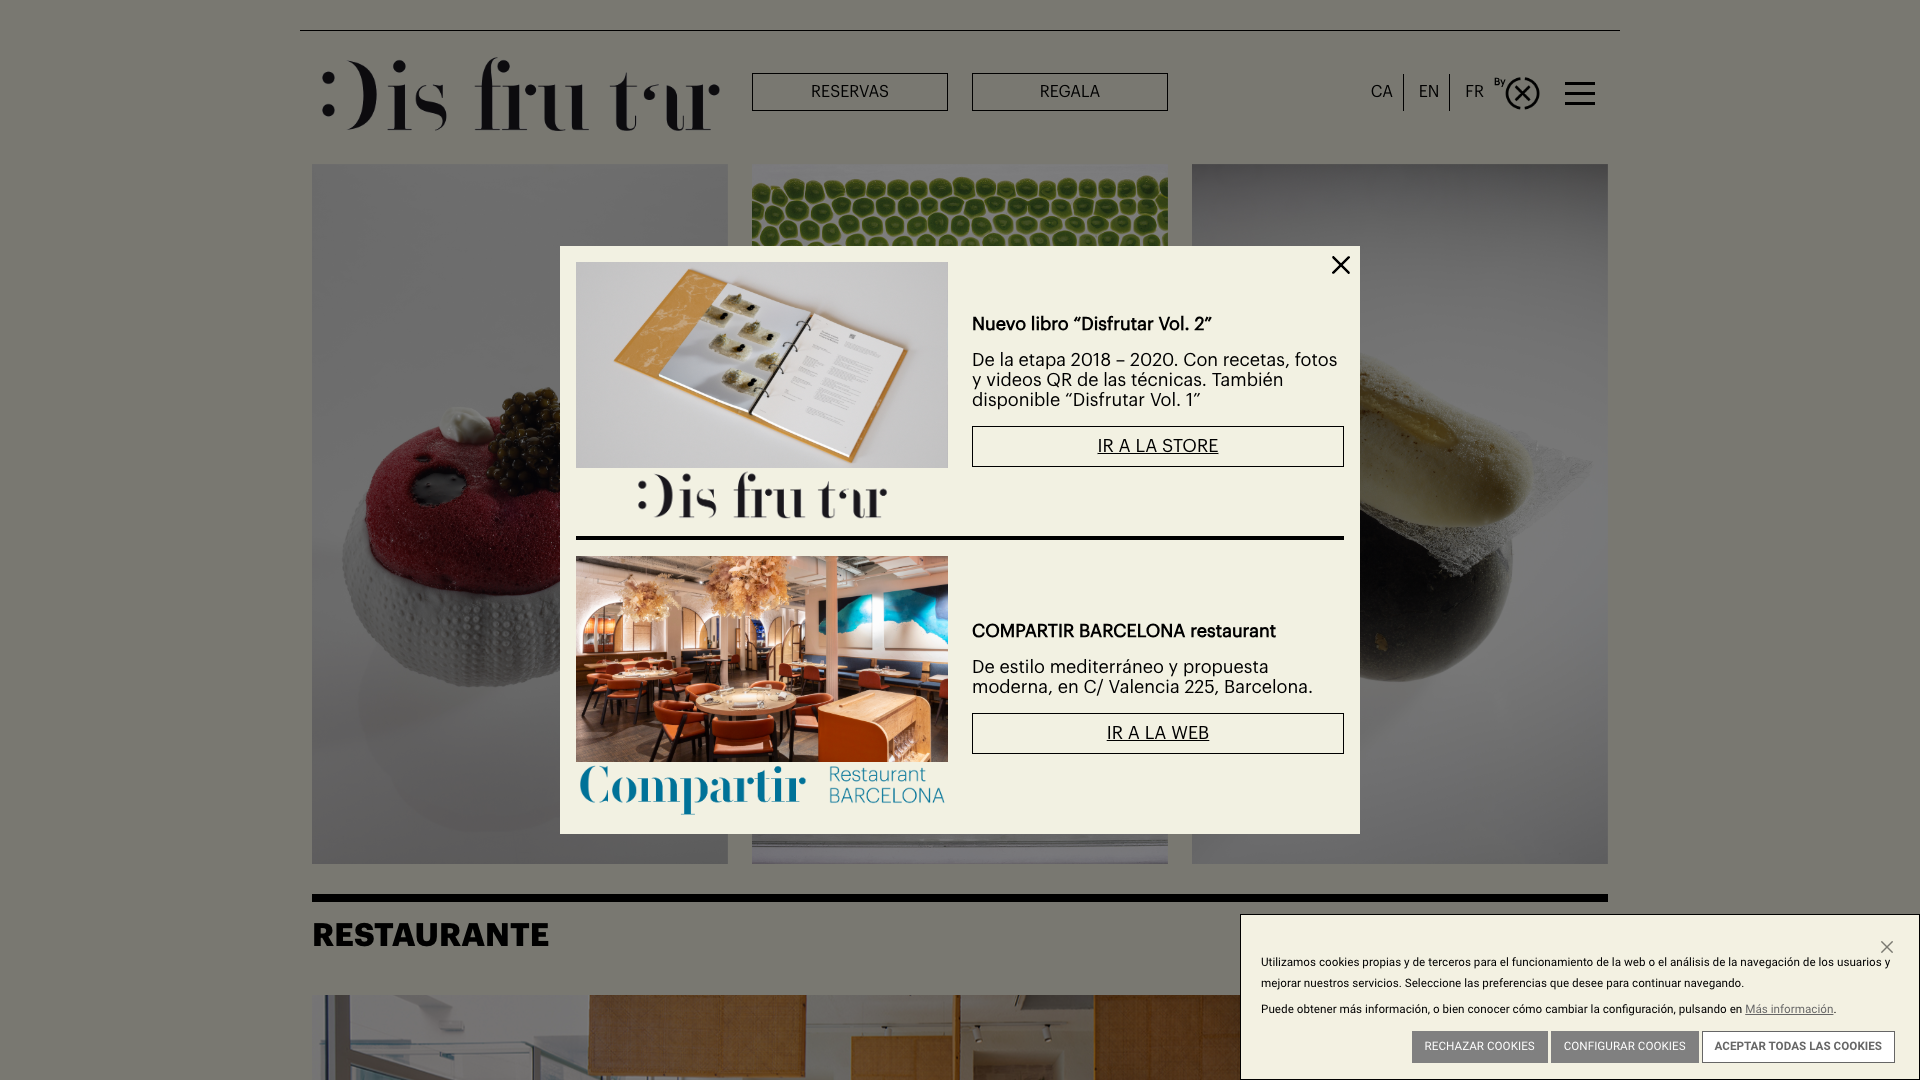 :Dis fru tar
RESERVAS
REGALA
CA
EN
FR
By
Nuevo libro “Disfrutar Vol. 2”
De la etapa 2018 – 2020. Con recetas, fotos
y videos QR de las técnicas. También
disponible “Disfrutar Vol. 1”
IR A LA STORE
:Dis fru tar
COMPARTIR BARCELONA restaurant
De estilo mediterráneo y propuesta
moderna, en C/ Valencia 225, Barcelona.
IR A LA WEB
Compartir
Restaurant
BARCELONA
RESTAURANTE
Utilizamos cookies propias y de terceros para el funcionamiento de la web o el análisis de la navegación de los usuarios y
mejorar nuestros servicios. Seleccione las preferencias que desee para continuar navegando.
Puede obtener más información, o bien conocer cómo cambiar la configuración, pulsando en Más información.
RECHAZAR COOKIES
CONFIGURAR COOKIES
ACEPTAR TODAS LAS COOKIES